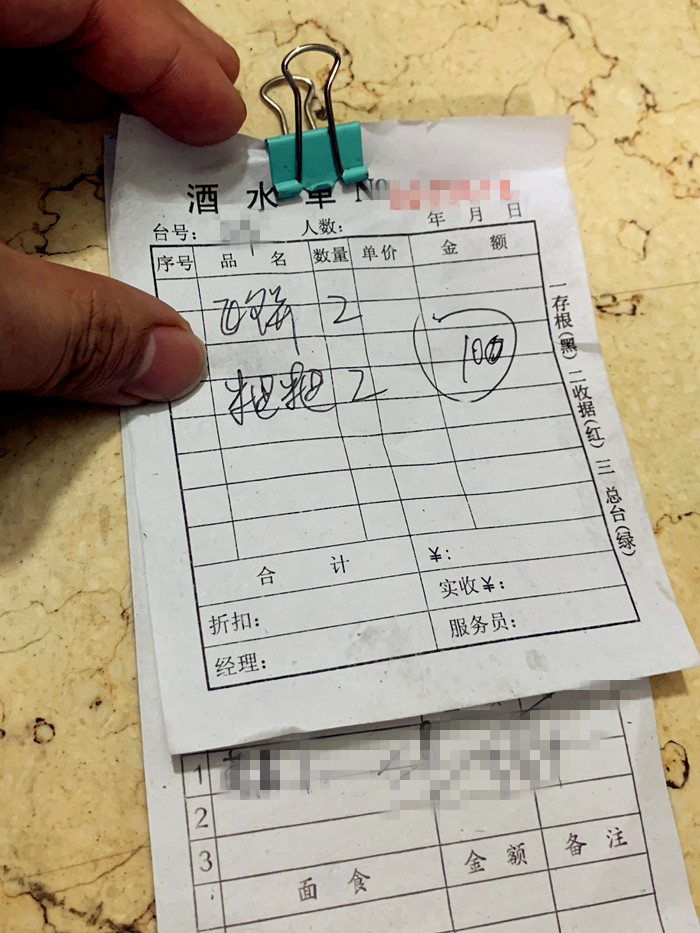 酒水单 No
台号: 人数: 年 月 日
序号 品名 数量 单价 金额
飞饼 2
粑粑 2
100
合计 ¥:
实收¥:
折扣:
服务员:
经理:
一存根(黑) 二收据(红) 三总台(绿)
1
2
3
面食 金额 备注